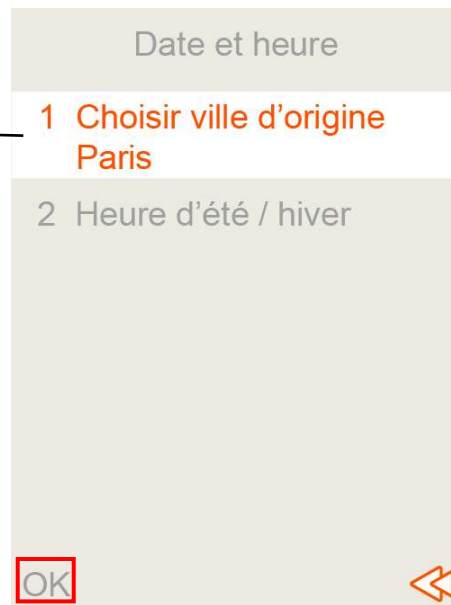 Date et heure
1 Choisir ville d'origine
Paris
2 Heure d'été / hiver
OK